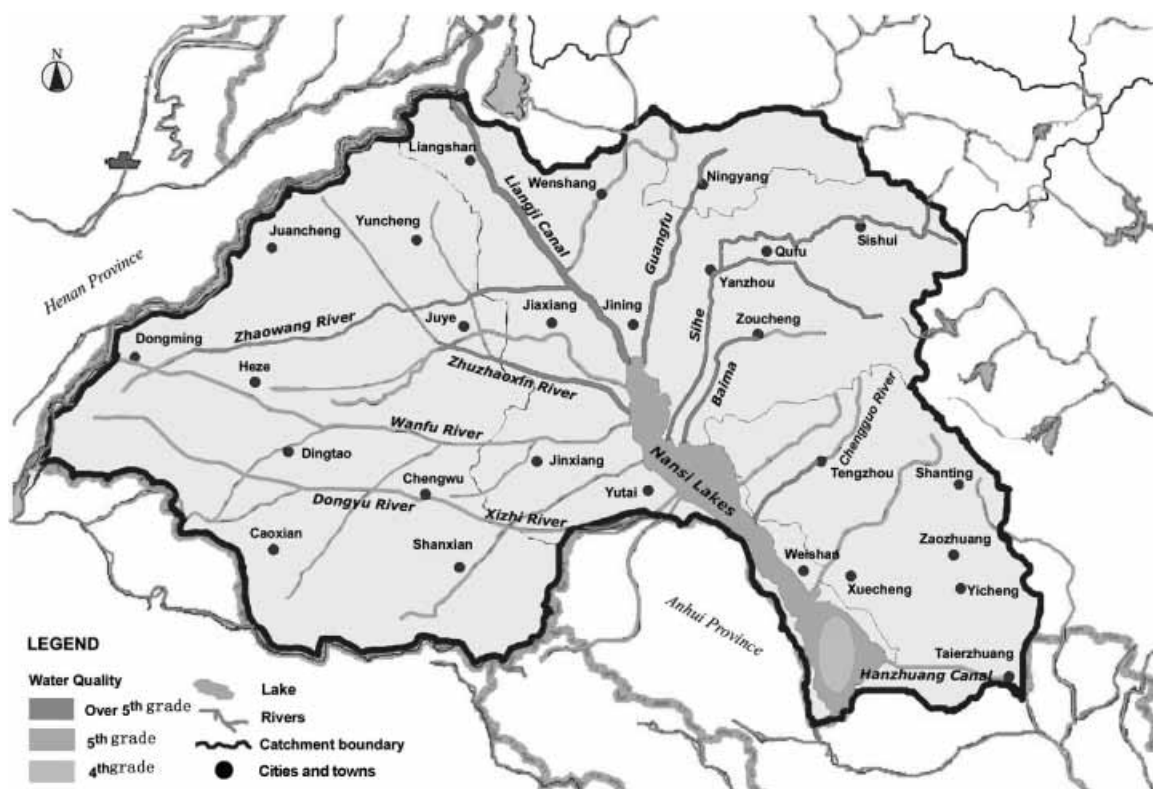 N
Liangshan
Wenshang
Ningyang
Liangji Canal
Guangfu
Sishui
Yuncheng
Juancheng
Qufu
Yanzhou
Henan Province
Jiaxiang
Jining
Juye
Zhaowang River
Sihe
Zoucheng
Dongming
Heze
Zhuzhaoxin River
Baima
Wanfu River
Chengguo River
Dingtao
Jinxiang
Nansi Lakes
Tengzhou
Shanting
Chengwu
Yutai
Dongyu River
Xizhi River
Caoxian
Shanxian
Weishan
Zaozhuang
Xuecheng
Yicheng
Anhui Province
Taierzhuang
Hanzhuang Canal
LEGEND
Water Quality
Over 5th grade
5th grade
4thgrade
Lake
Rivers
Catchment boundary
Cities and towns